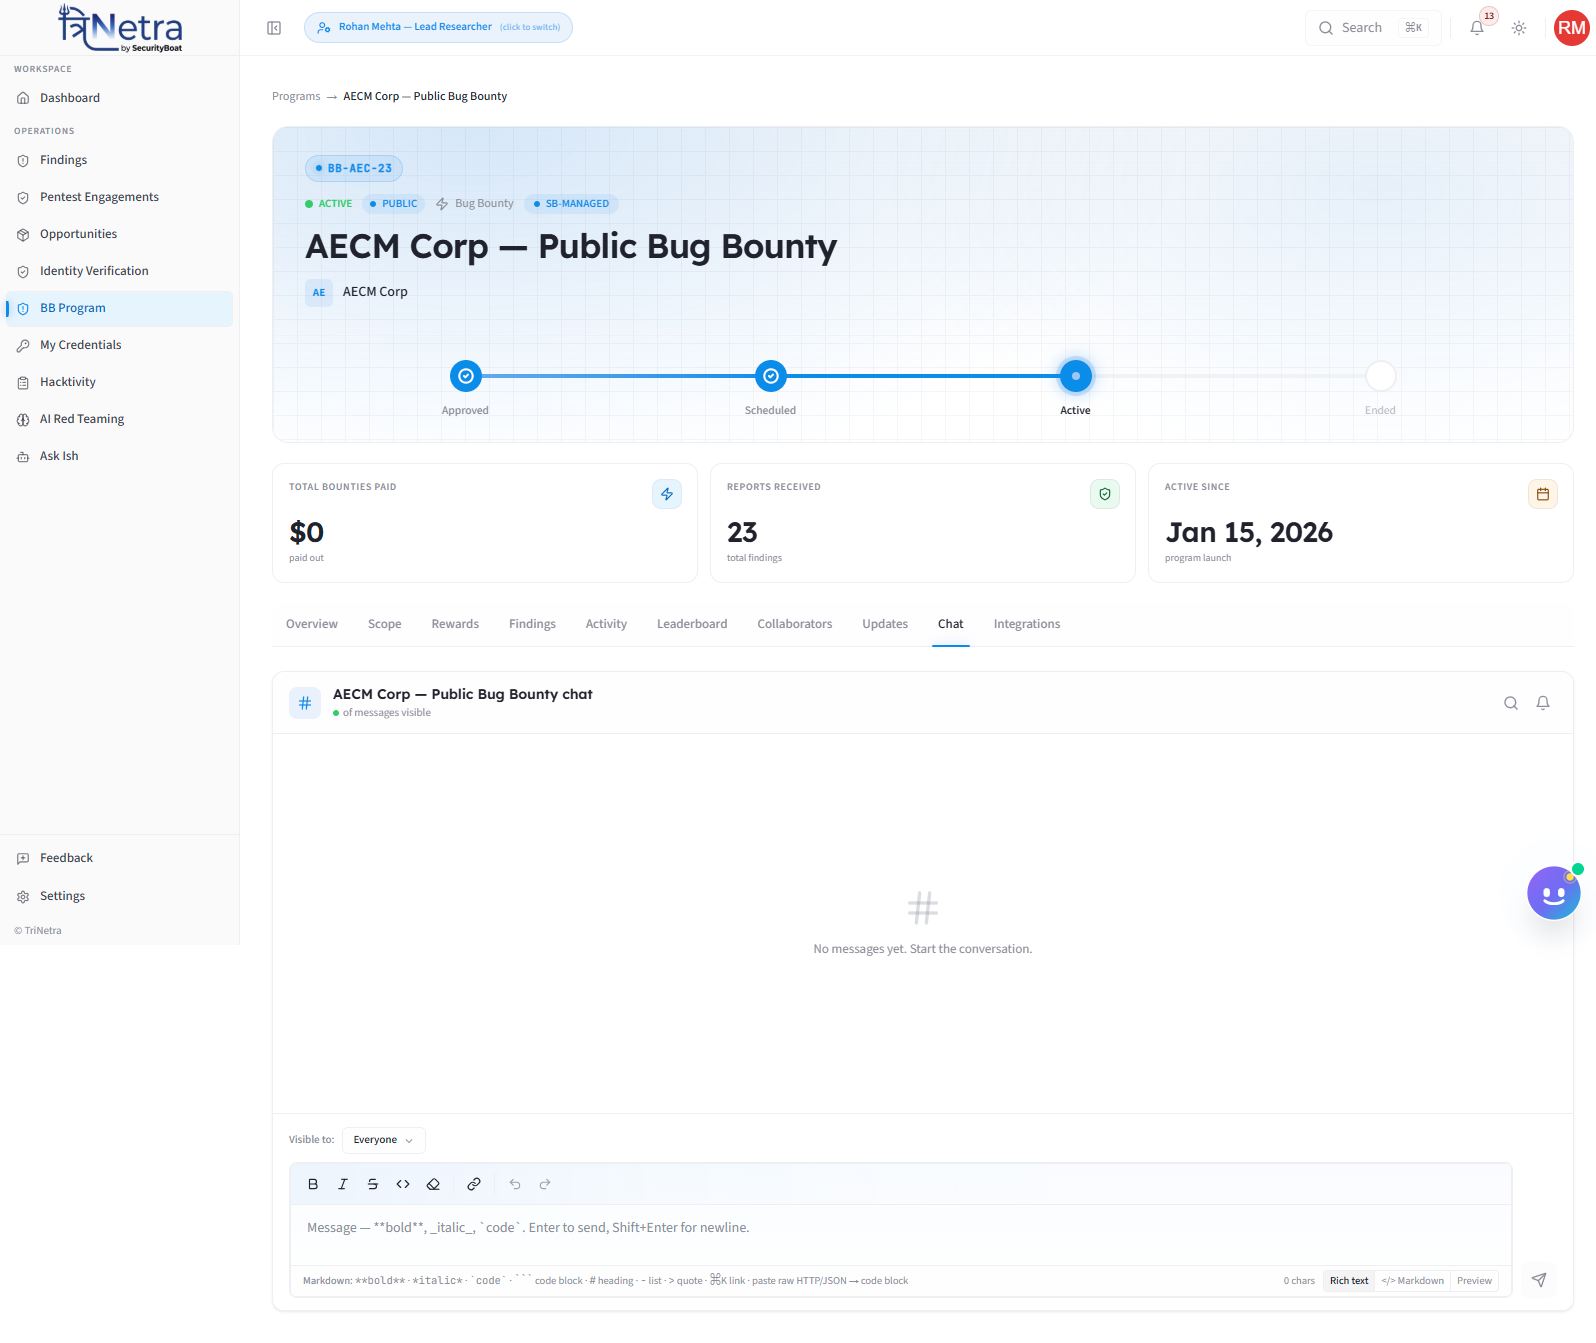 त्रिNetra
by SecurityBoat
Rohan Mehta — Lead Researcher (click to switch)
Search ⌘K
13
RM
WORKSPACE
Dashboard
OPERATIONS
Findings
Pentest Engagements
Opportunities
Identity Verification
BB Program
My Credentials
Hacktivity
AI Red Teaming
Ask Ish
Feedback
Settings
© TriNetra
Programs → AECM Corp — Public Bug Bounty
BB-AEC-23
ACTIVE PUBLIC Bug Bounty SB-MANAGED
AECM Corp — Public Bug Bounty
AE AECM Corp
Approved Scheduled Active Ended
TOTAL BOUNTIES PAID
$0
paid out
REPORTS RECEIVED
23
total findings
ACTIVE SINCE
Jan 15, 2026
program launch
Overview Scope Rewards Findings Activity Leaderboard Collaborators Updates Chat Integrations
AECM Corp — Public Bug Bounty chat
of messages visible
No messages yet. Start the conversation.
Visible to: Everyone
Message — **bold**, _italic_, `code`. Enter to send, Shift+Enter for newline.
Markdown: **bold** · *italic* · `code` · ``` code block · # heading · - list · > quote · ⌘K link · paste raw HTTP/JSON → code block
0 chars Rich text </> Markdown Preview